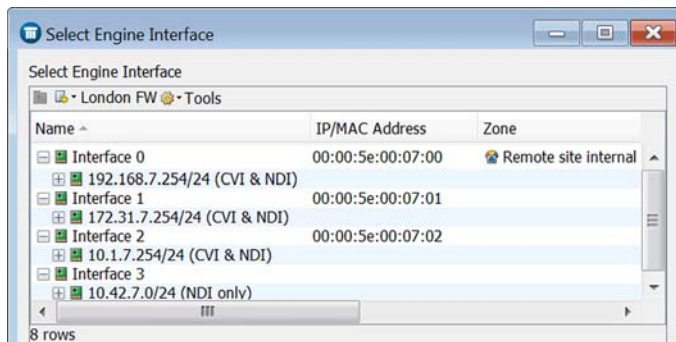 Select Engine Interface
Select Engine Interface
London FW Tools
Name IP/MAC Address Zone
Interface 0 00:00:5e:00:07:00 Remote site internal
192.168.7.254/24 (CVI & NDI)
Interface 1 00:00:5e:00:07:01
172.31.7.254/24 (CVI & NDI)
Interface 2 00:00:5e:00:07:02
10.1.7.254/24 (CVI & NDI)
Interface 3
10.42.7.0/24 (NDI only)
8 rows